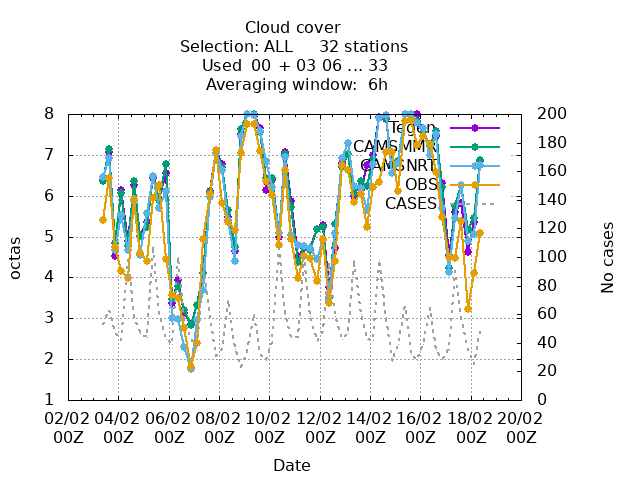 Cloud cover
Selection: ALL 32 stations
Used 00 + 03 06 ... 33
Averaging window: 6h
8
7
6
5
4
3
2
1
octas
200
180
160
140
120
100
80
60
40
20
0
No cases
Tegen
CAMSMMT
CAMSNRT
OBS
CASES
02/02 04/02 06/02 08/02 10/02 12/02 14/02 16/02 18/02 20/02
00Z 00Z 00Z 00Z 00Z 00Z 00Z 00Z 00Z 00Z
Date